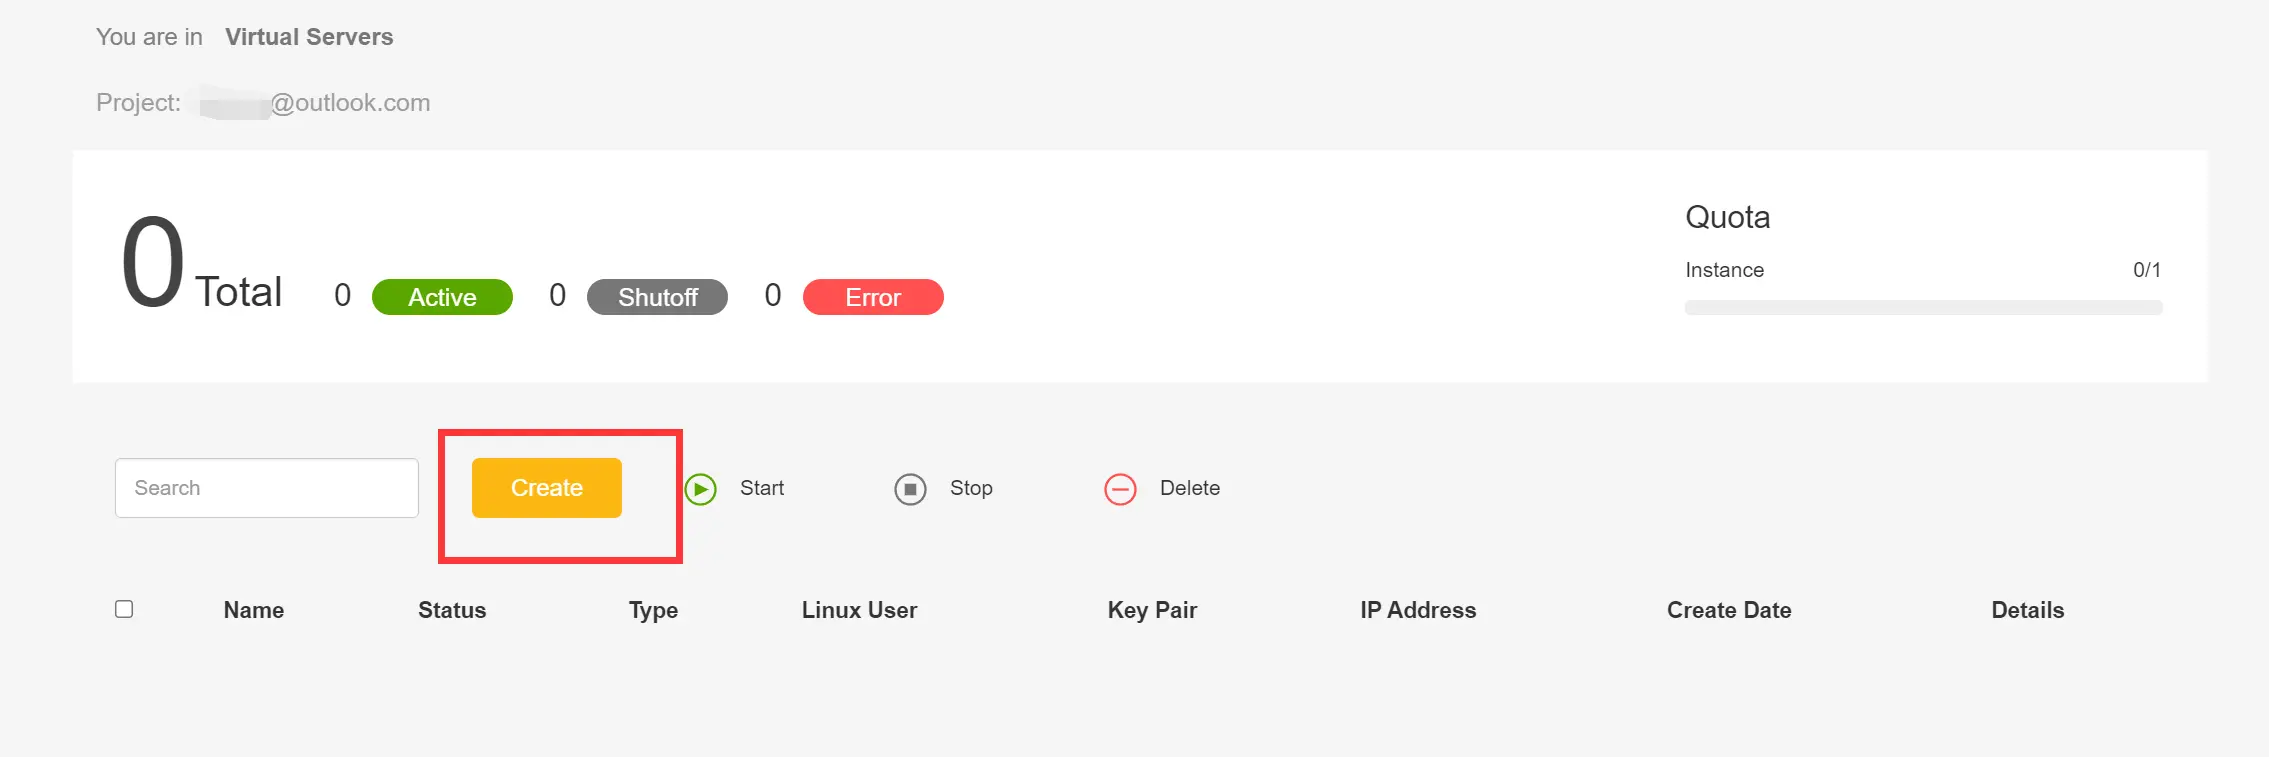 You are in Virtual Servers
Project: @outlook.com
0 Total 0 Active 0 Shutoff 0 Error
Quota
Instance 0/1
Search Create Start Stop Delete
Name Status Type Linux User Key Pair IP Address Create Date Details